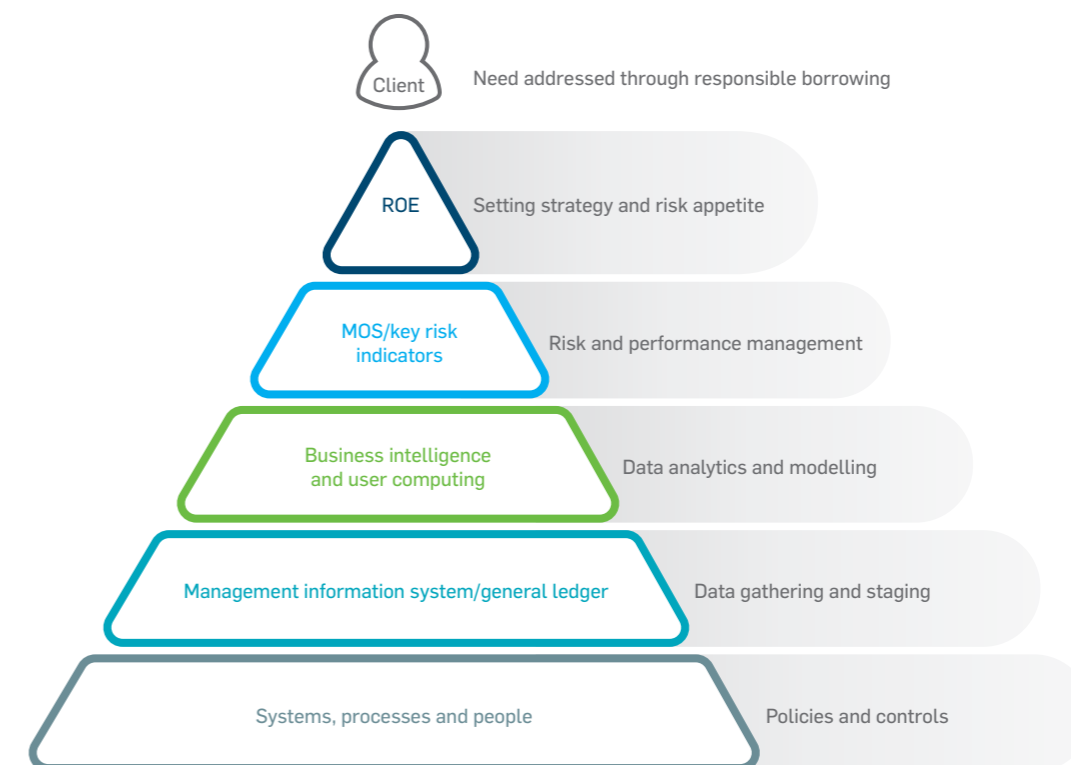 Client
Need addressed through responsible borrowing
ROE
Setting strategy and risk appetite
MOS/key risk
indicators
Risk and performance management
Business intelligence
and user computing
Data analytics and modelling
Management information system/general ledger
Data gathering and staging
Systems, processes and people
Policies and controls